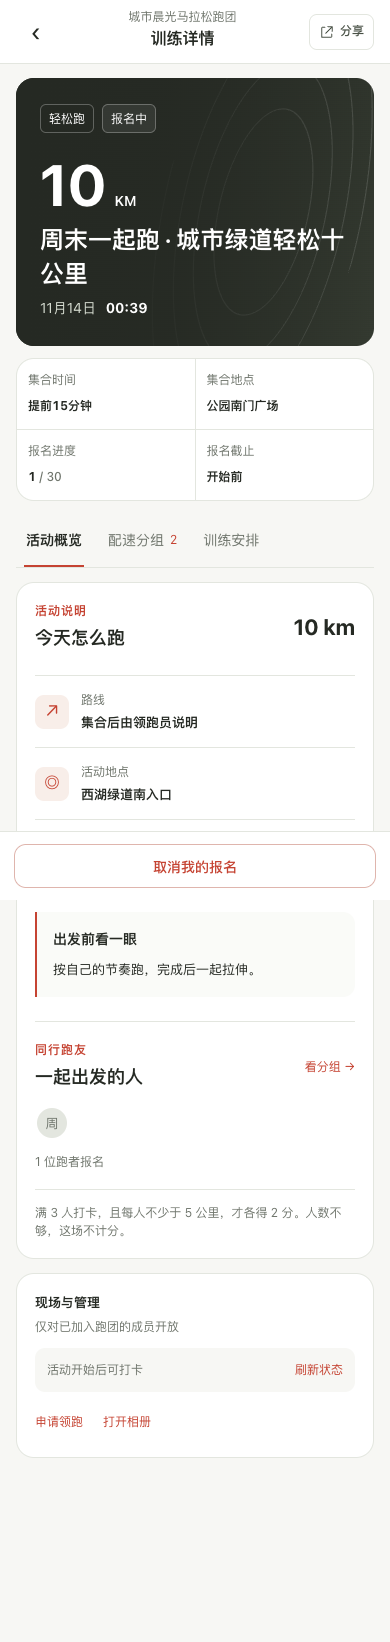 城市晨光马拉松跑团
训练详情
分享
轻松跑
报名中
10 KM
周末一起跑 · 城市绿道轻松十
公里
11月14日 00:39
集合时间
提前15分钟
集合地点
公园南门广场
报名进度
1 / 30
报名截止
开始前
活动概览
配速分组 2
训练安排
活动说明
今天怎么跑
10 km
路线
集合后由领跑员说明
活动地点
西湖绿道南入口
取消我的报名
出发前看一眼
按自己的节奏跑，完成后一起拉伸。
同行跑友
一起出发的人
看分组 →
周
1 位跑者报名
满 3 人打卡，且每人不少于 5 公里，才各得 2 分。人数不
够，这场不计分。
现场与管理
仅对已加入跑团的成员开放
活动开始后可打卡
刷新状态
申请领跑
打开相册